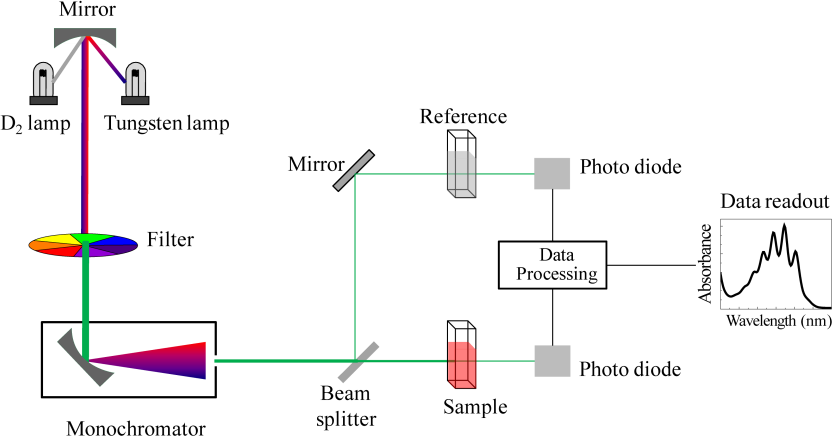 Mirror
D₂ lamp
Tungsten lamp
Filter
Monochromator
Mirror
Beam
splitter
Reference
Sample
Photo diode
Data
Processing
Photo diode
Data readout
Absorbance
Wavelength (nm)